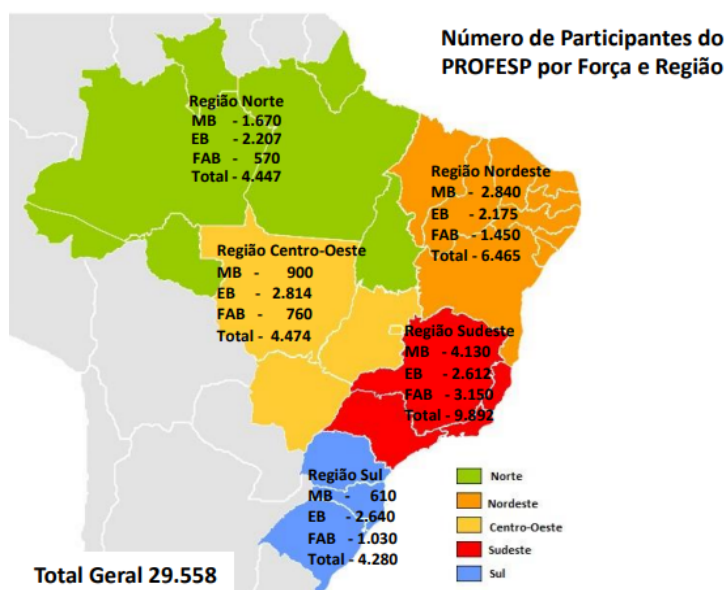 Número de Participantes do
PROFESP por Força e Região
Região Norte
MB - 1.670
EB - 2.207
FAB - 570
Total - 4.447
Região Nordeste
MB - 2.840
EB - 2.175
FAB - 1.450
Total - 6.465
Região Centro-Oeste
MB - 900
EB - 2.814
FAB - 760
Total - 4.474
Região Sudeste
MB - 4.130
EB - 2.612
FAB - 3.150
Total - 9.892
Região Sul
MB - 610
EB - 2.640
FAB - 1.030
Total - 4.280
Norte
Nordeste
Centro-Oeste
Sudeste
Sul
Total Geral 29.558